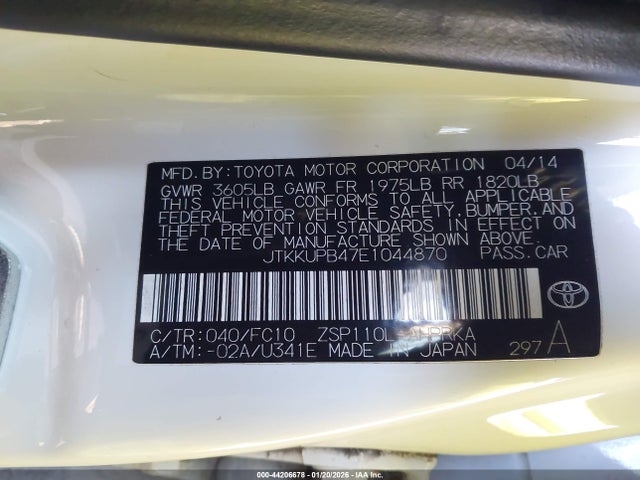 MFD.BY:TOYOTA MOTOR CORPORATION 04/14
GVWR 3605LB GAWR FR 1975LB RR 1820LB
THIS VEHICLE CONFORMS TO ALL APPLICABLE
FEDERAL MOTOR VEHICLE SAFETY,BUMPER,AND
THEFT PREVENTION STANDARDS IN EFFECT ON
THE DATE OF MANUFACTURE SHOWN ABOVE.
JTKKUPB47E1044870 PASS.CAR
C/TR:040/FC10
A/TM:-02A/U341E MADE IN JAPAN 297 A
TOYOTA
000-44206678 - 01/20/2026 - IAA Inc.